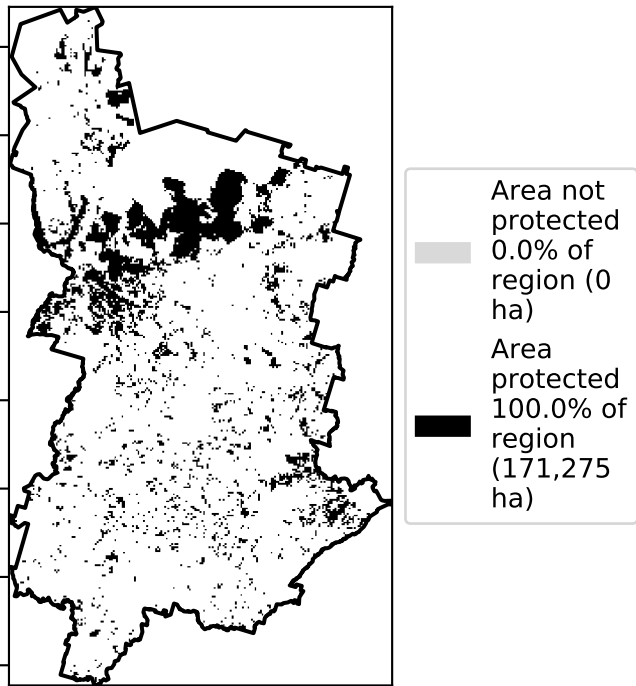 Area not
protected
0.0% of
region (0
ha)
Area
protected
100.0% of
region
(171,275
ha)